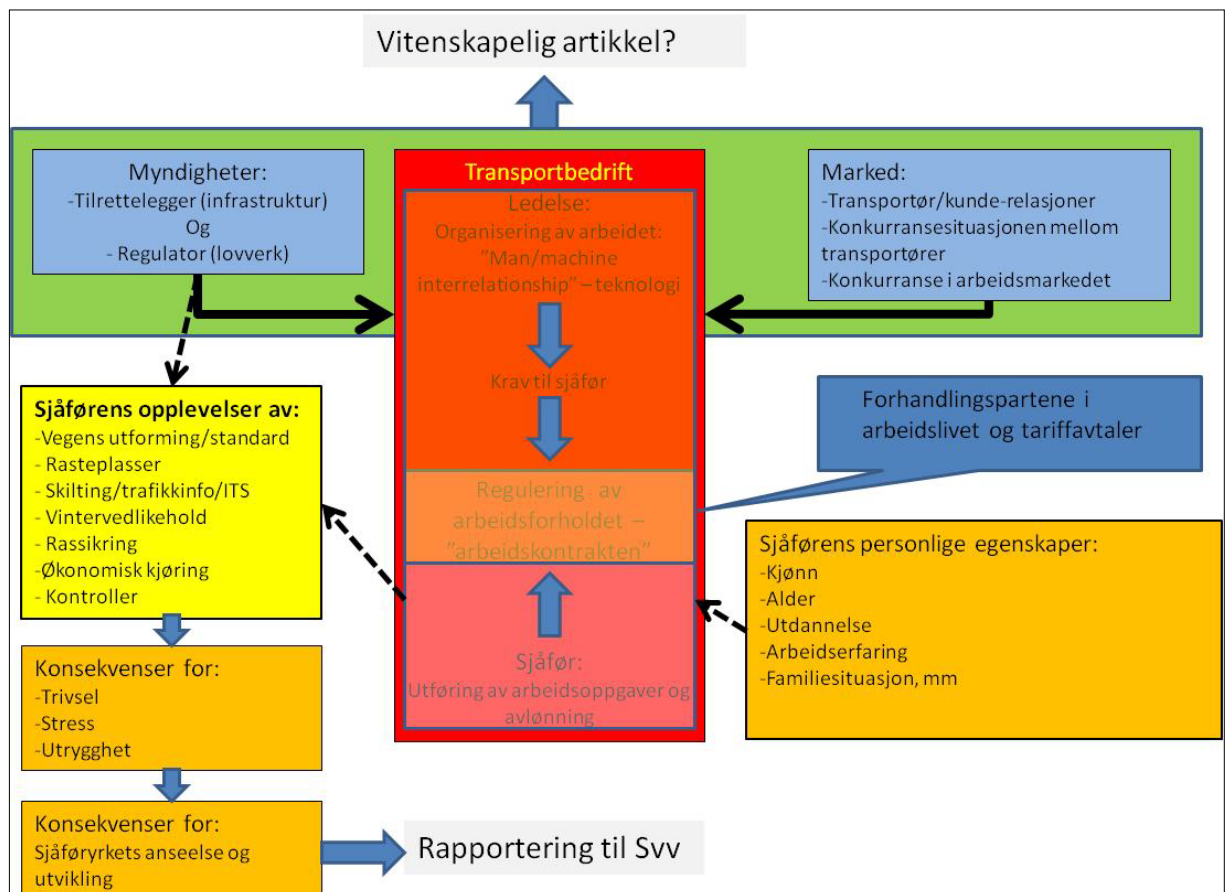 Vitenskapelig artikkel?
Myndigheter:
-Tilrettelegger (infrastruktur)
Og
- Regulator (lovverk)
Transportbedrift
Ledelse:
Organisering av arbeidet:
”Man/machine
interrelationship” – teknologi
Krav til sjåfør
Regulering av
arbeidsforholdet –
”arbeidskontrakten”
Sjåfør:
Utføring av arbeidsoppgaver og
avlønning
Marked:
-Transportør/kunde-relasjoner
-Konkurransesituasjonen mellom
transportører
-Konkurranse i arbeidsmarkedet
Forhandlingspartene i
arbeidslivet og tariffavtaler
Sjåførens opplevelser av:
-Vegens utforming/standard
- Rasteplasser
- Skilting/trafikkinfo/ITS
- Vintervedlikehold
- Rassikring
-Økonomisk kjøring
- Kontroller
Sjåførens personlige egenskaper:
-Kjønn
-Alder
-Utdannelse
-Arbeidserfaring
-Familiesituasjon, mm
Konsekvenser for:
-Trivsel
-Stress
-Utrygghet
Konsekvenser for:
Sjåføryrkets anseelse og
utvikling
Rapportering til Svv